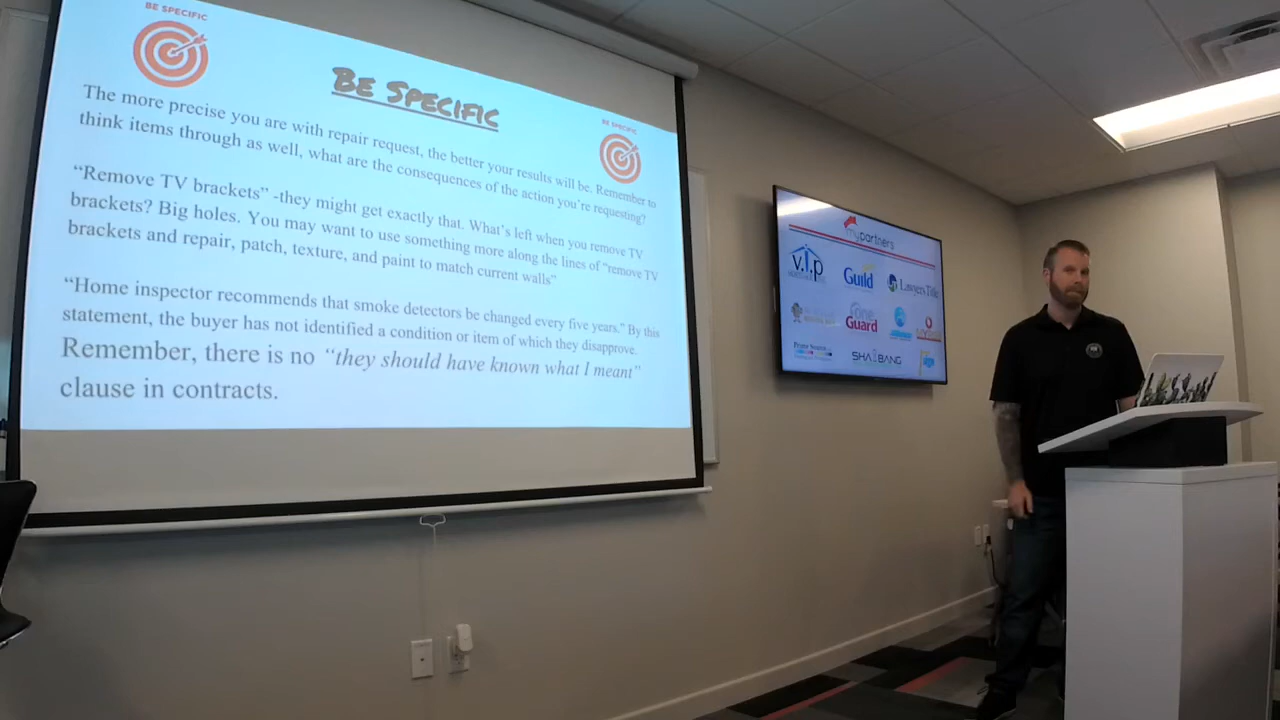 BE SPECIFIC
Be Specific
BE SPECIFIC
The more precise you are with repair request, the better your results will be. Remember to
think items through as well, what are the consequences of the action you're requesting?
“Remove TV brackets” -they might get exactly that. What's left when you remove TV
brackets? Big holes. You may want to use something more along the lines of “remove TV
brackets and repair, patch, texture, and paint to match current walls”
“Home inspector recommends that smoke detectors be changed every five years.” By this
statement, the buyer has not identified a condition or item of which they disapprove.
Remember, there is no “they should have known what I meant”
clause in contracts.
mypartners
v.i.p
Guild
Lawyers Title
one
Guard
SHABANG